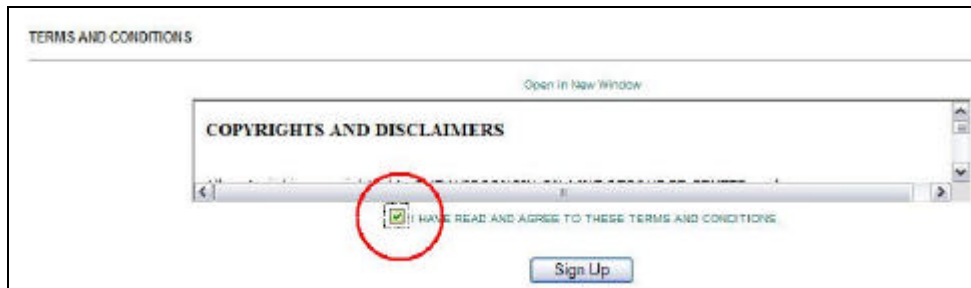 TERMS AND CONDITIONS
Open in New Window
COPYRIGHTS AND DISCLAIMERS
I HAVE READ AND AGREE TO THESE TERMS AND CONDITIONS
Sign Up